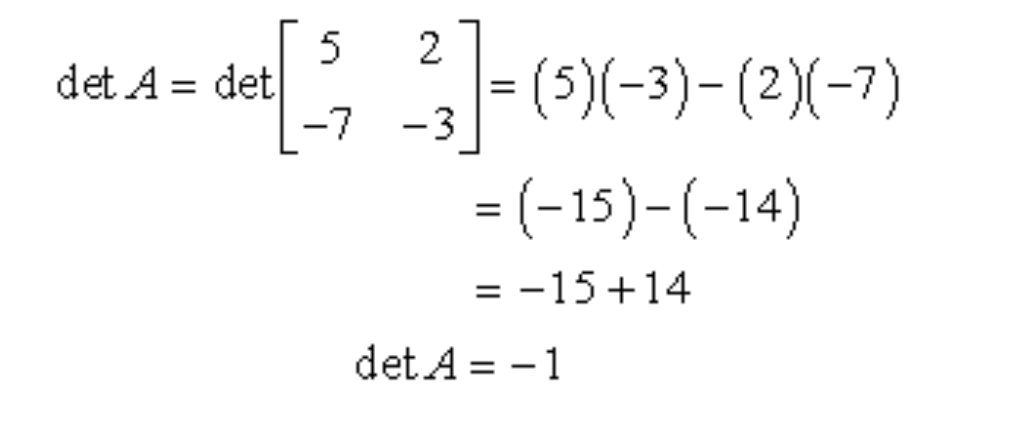 det A = det[5 2; -7 -3] = (5)(-3) - (2)(-7)
= (-15) - (-14)
= -15 + 14
det A = -1